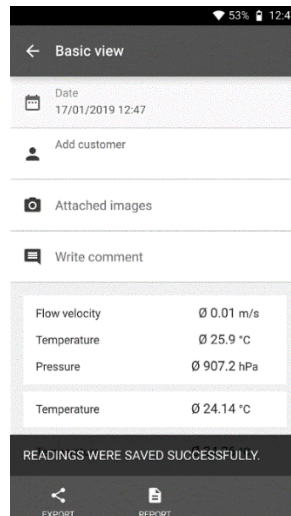 53% 12:4
Basic view
Date
17/01/2019 12:47
Add customer
Attached images
Write comment
Flow velocity Ø 0.01 m/s
Temperature Ø 25.9 °C
Pressure Ø 907.2 hPa
Temperature Ø 24.14 °C
READINGS WERE SAVED SUCCESSFULLY.
EXPORT REPORT